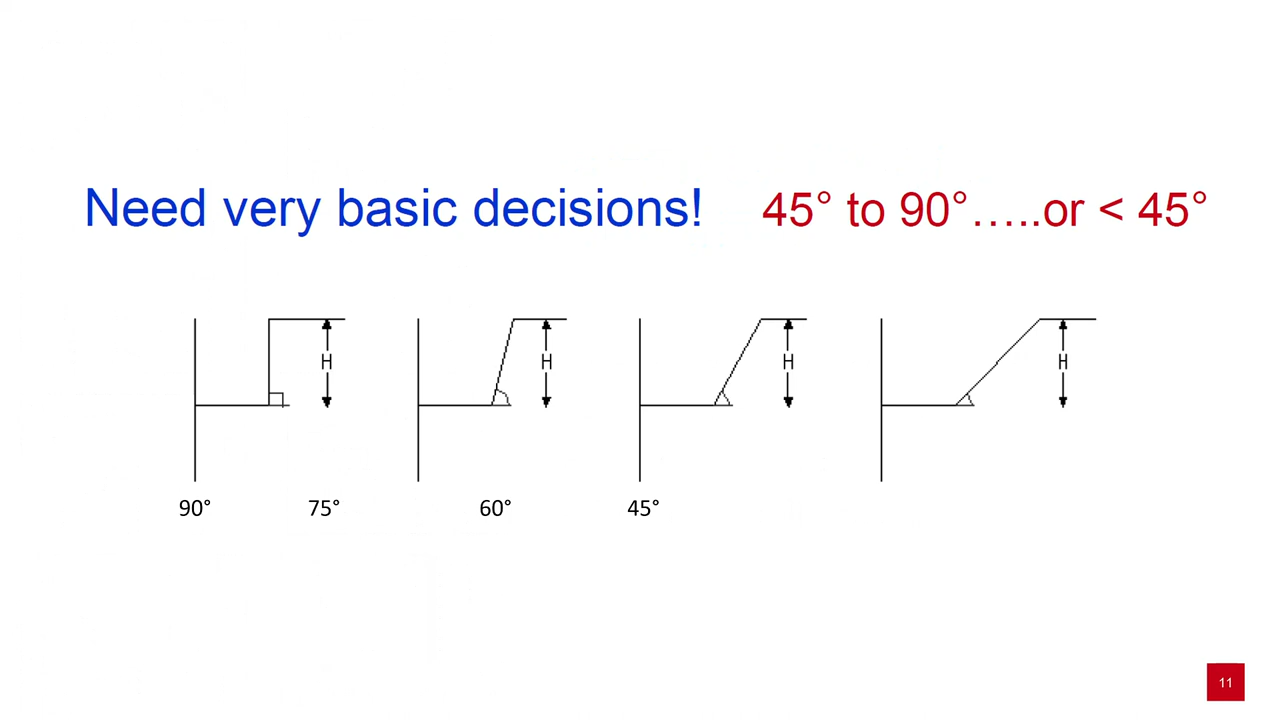 Need very basic decisions! 45° to 90°…..or < 45°
H H H H
90° 75° 60° 45°
11